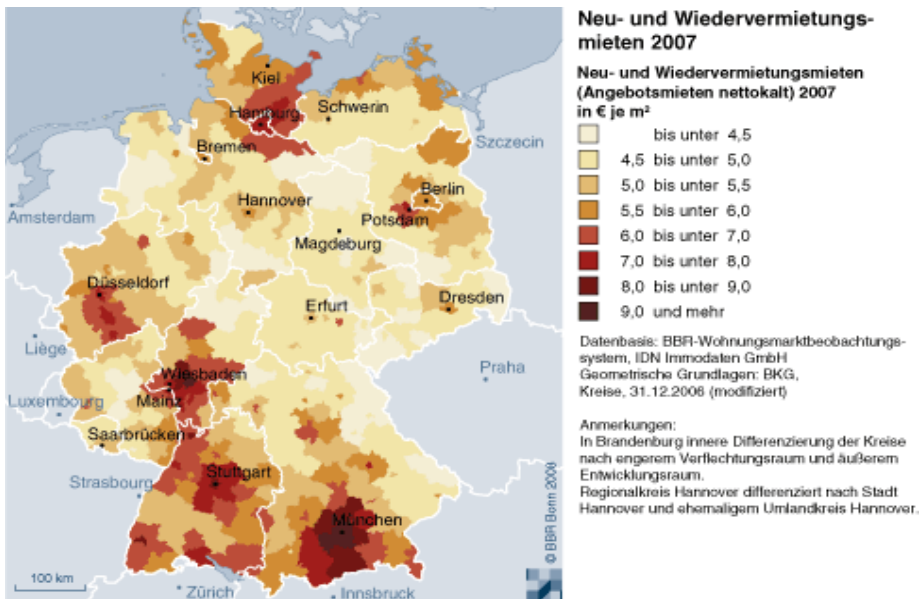 Neu- und Wiedervermietungs-
mieten 2007
Neu- und Wiedervermietungsmieten
(Angebotsmieten nettokalt) 2007
in € je m²
bis unter 4,5
4,5 bis unter 5,0
5,0 bis unter 5,5
5,5 bis unter 6,0
6,0 bis unter 7,0
7,0 bis unter 8,0
8,0 bis unter 9,0
9,0 und mehr
Datenbasis: BBR-Wohnungsmarktbeobachtungs-
system, IDN Immodaten GmbH
Geometrische Grundlagen: BKG,
Kreise, 31.12.2006 (modifiziert)
Anmerkungen:
In Brandenburg innere Differenzierung der Kreise
nach engerem Verflechtungsraum und äußerem
Entwicklungsraum.
Regionalkreis Hannover differenziert nach Stadt
Hannover und ehemaligem Umlandkreis Hannover.
Kiel
Hamburg
Schwerin
Szczecin
Bremen
Berlin
Hannover
Potsdam
Amsterdam
Magdeburg
Düsseldorf
Erfurt
Dresden
Liège
Wiesbaden
Praha
Mainz
Luxembourg
Saarbrücken
Stuttgart
Strasbourg
München
100 km
Zürich
Innsbruck
© BBR Bonn 2008